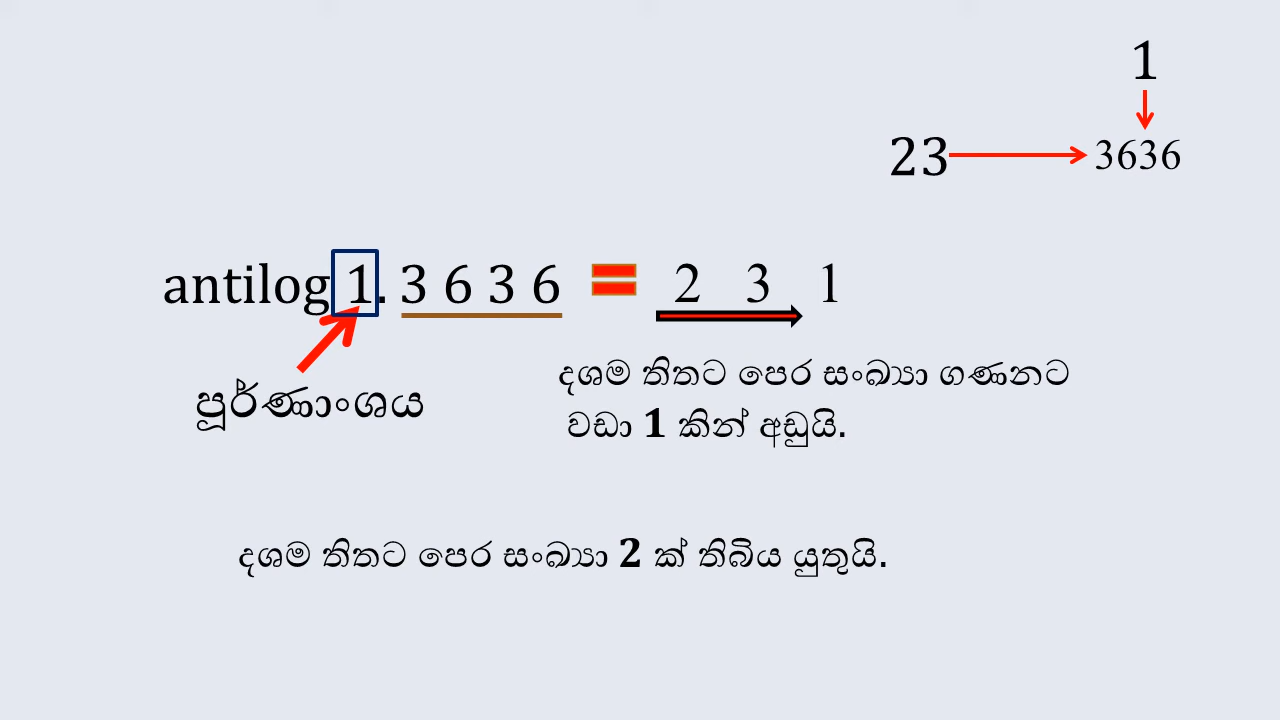 1
23 3636
antilog 1. 3 6 3 6 = 2 3 1
පූර්ණාංශය
දශම තිතට පෙර සංඛ්‍යා ගණනට
වඩා 1 කින් අඩුයි.
දශම තිතට පෙර සංඛ්‍යා 2 ක් තිබිය යුතුයි.